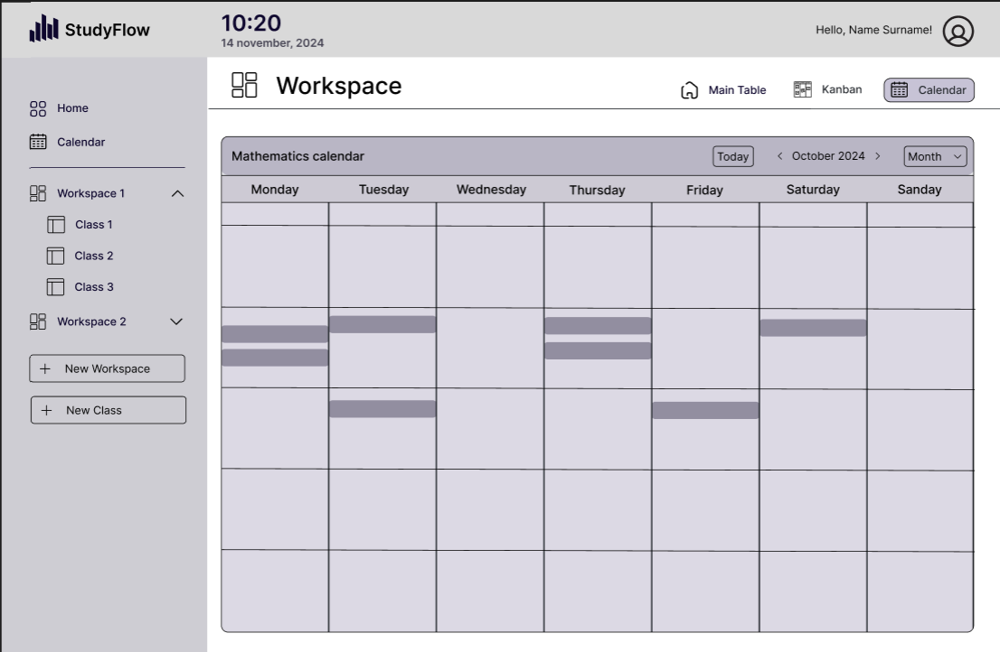 StudyFlow
10:20
14 november, 2024
Hello, Name Surname!
Home
Calendar
Workspace 1
Class 1
Class 2
Class 3
Workspace 2
+ New Workspace
+ New Class
Workspace
Main Table
Kanban
Calendar
Mathematics calendar
Today
< October 2024 >
Month
Monday Tuesday Wednesday Thursday Friday Saturday Sanday